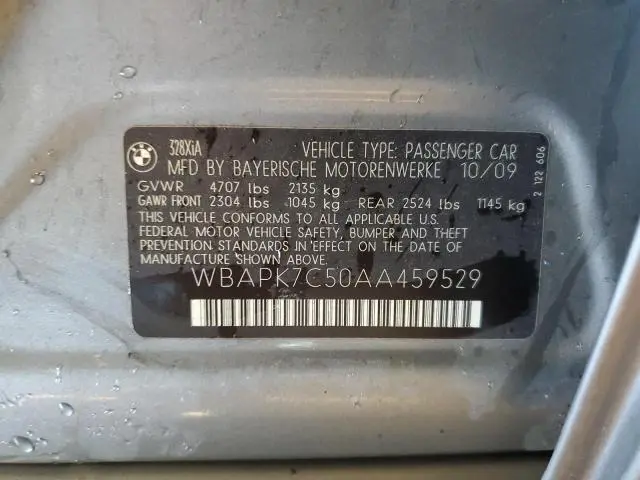 BMW
328XiA VEHICLE TYPE: PASSENGER CAR
MFD BY BAYERISCHE MOTORENWERKE 10/09
GVWR 4707 lbs 2135 kg
GAWR FRONT 2304 lbs 1045 kg REAR 2524 lbs 1145 kg
THIS VEHICLE CONFORMS TO ALL APPLICABLE U.S.
FEDERAL MOTOR VEHICLE SAFETY, BUMPER AND THEFT
PREVENTION STANDARDS IN EFFECT ON THE DATE OF
MANUFACTURE SHOWN ABOVE.
WBAPK7C50AA459529
2 122 606